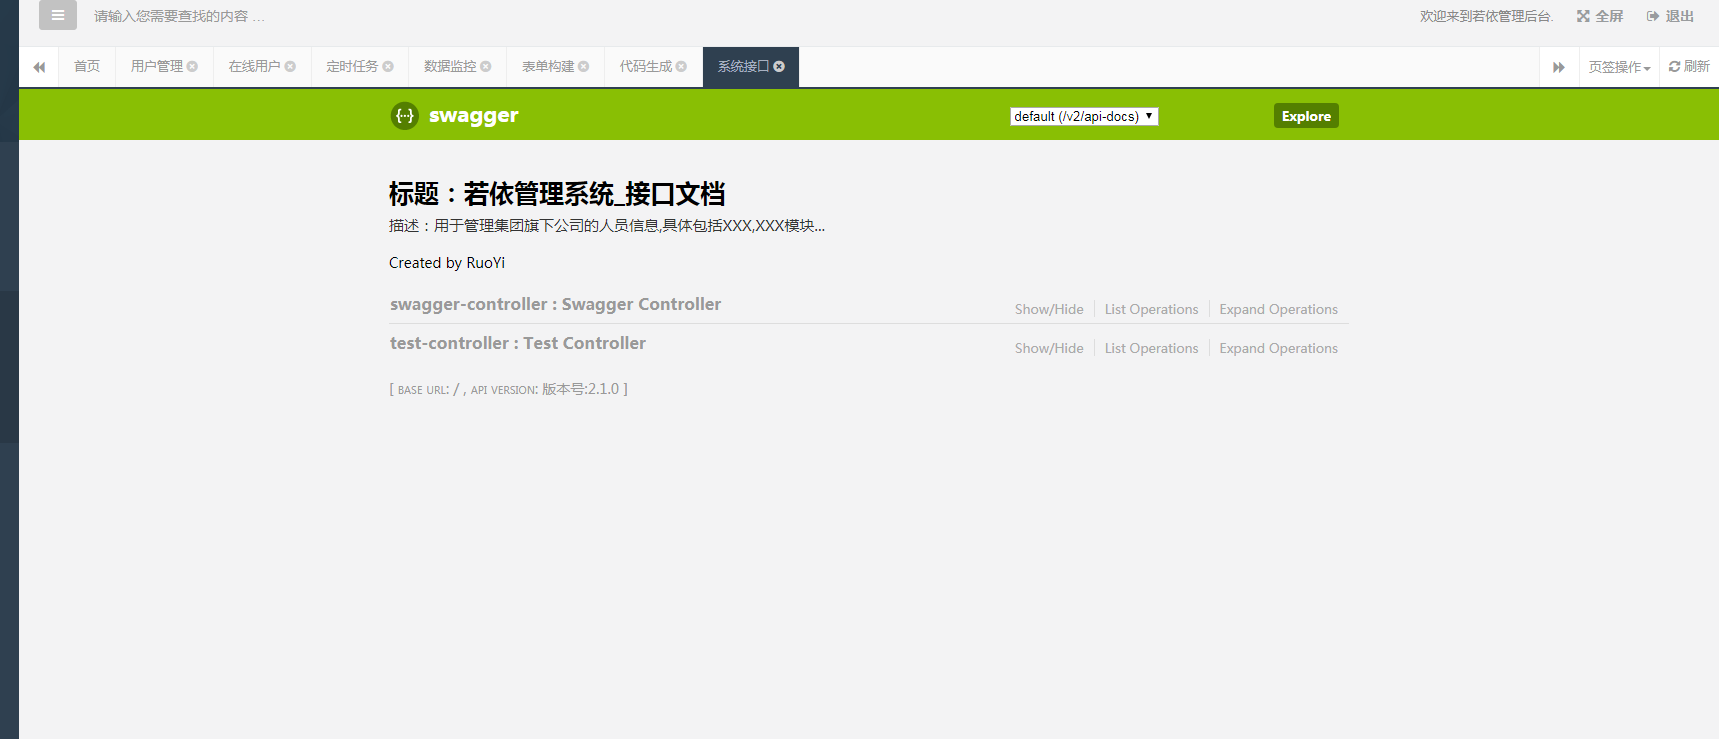 请输入您需要查找的内容 … 欢迎来到若依管理后台. 全屏 退出
首页 用户管理 在线用户 定时任务 数据监控 表单构建 代码生成 系统接口 页签操作 刷新
swagger default (/v2/api-docs) Explore
标题：若依管理系统_接口文档
描述：用于管理集团旗下公司的人员信息,具体包括XXX,XXX模块...
Created by RuoYi
swagger-controller : Swagger Controller Show/Hide List Operations Expand Operations
test-controller : Test Controller Show/Hide List Operations Expand Operations
[ BASE URL: / , API VERSION: 版本号:2.1.0 ]